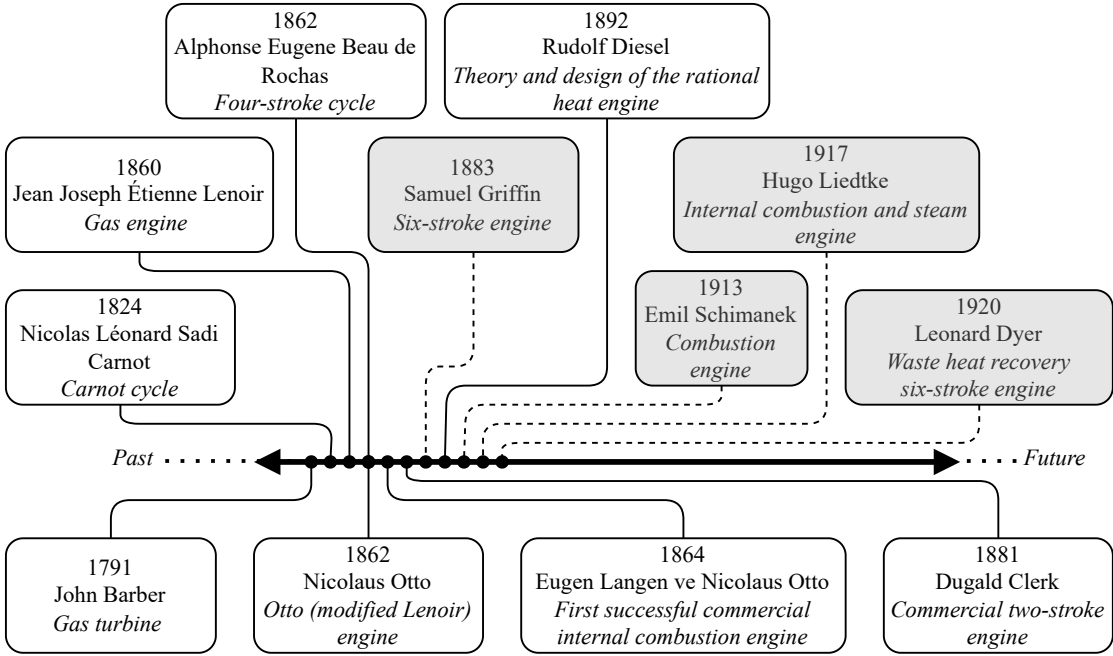 1862
Alphonse Eugene Beau de
Rochas
Four-stroke cycle
1892
Rudolf Diesel
Theory and design of the rational
heat engine
1860
Jean Joseph Étienne Lenoir
Gas engine
1883
Samuel Griffin
Six-stroke engine
1917
Hugo Liedtke
Internal combustion and steam
engine
1824
Nicolas Léonard Sadi
Carnot
Carnot cycle
1913
Emil Schimanek
Combustion
engine
1920
Leonard Dyer
Waste heat recovery
six-stroke engine
Past
Future
1791
John Barber
Gas turbine
1862
Nicolaus Otto
Otto (modified Lenoir)
engine
1864
Eugen Langen ve Nicolaus Otto
First successful commercial
internal combustion engine
1881
Dugald Clerk
Commercial two-stroke
engine